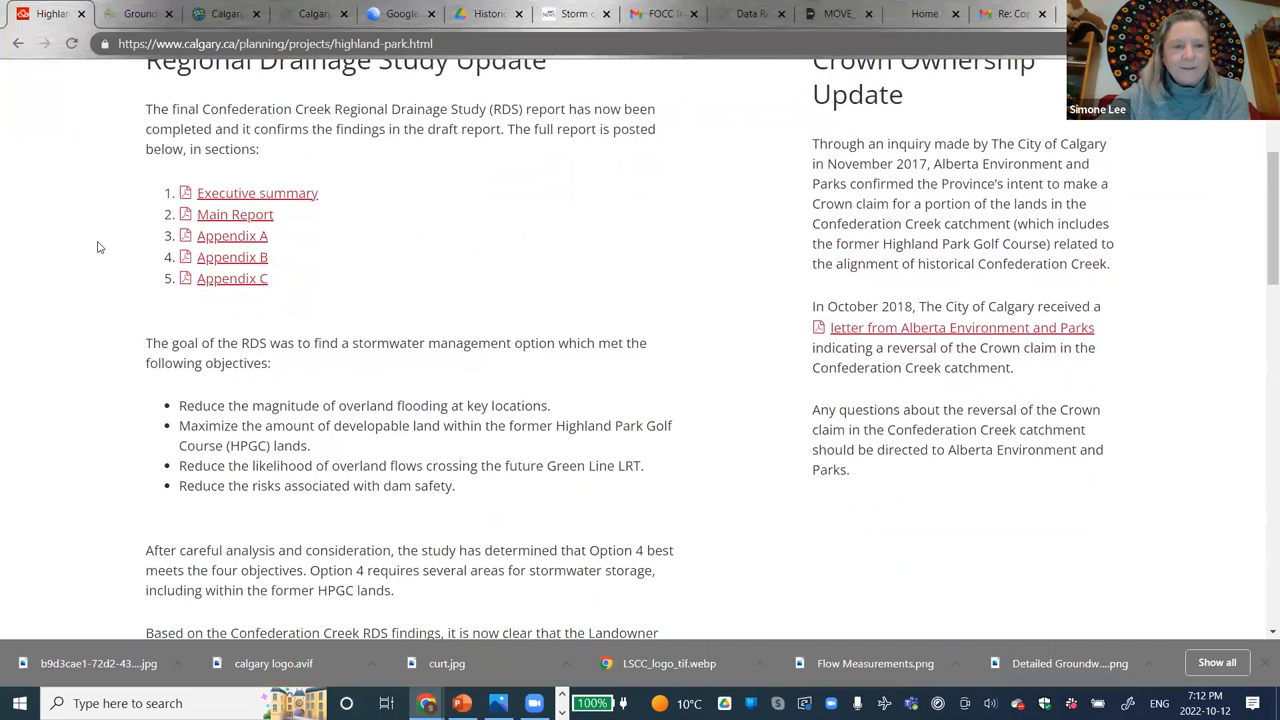 Highlan
Ground
Confed
Calgary
Google
Historic
Storm c
FOCC In
Data Re
MOVE_
Home
Re: Cop
https://www.calgary.ca/planning/projects/highland-park.html
Simone Lee
Regional Drainage Study Update
The final Confederation Creek Regional Drainage Study (RDS) report has now been
completed and it confirms the findings in the draft report. The full report is posted
below, in sections:
1. Executive summary
2. Main Report
3. Appendix A
4. Appendix B
5. Appendix C
The goal of the RDS was to find a stormwater management option which met the
following objectives:
• Reduce the magnitude of overland flooding at key locations.
• Maximize the amount of developable land within the former Highland Park Golf
Course (HPGC) lands.
• Reduce the likelihood of overland flows crossing the future Green Line LRT.
• Reduce the risks associated with dam safety.
After careful analysis and consideration, the study has determined that Option 4 best
meets the four objectives. Option 4 requires several areas for stormwater storage,
including within the former HPGC lands.
Based on the Confederation Creek RDS findings, it is now clear that the Landowner
Crown Ownership
Update
Through an inquiry made by The City of Calgary
in November 2017, Alberta Environment and
Parks confirmed the Province's intent to make a
Crown claim for a portion of the lands in the
Confederation Creek catchment (which includes
the former Highland Park Golf Course) related to
the alignment of historical Confederation Creek.
In October 2018, The City of Calgary received a
letter from Alberta Environment and Parks
indicating a reversal of the Crown claim in the
Confederation Creek catchment.
Any questions about the reversal of the Crown
claim in the Confederation Creek catchment
should be directed to Alberta Environment and
Parks.
b9d3cae1-72d2-43....jpg
calgary logo.avif
curt.jpg
LSCC_logo_tif.webp
Flow Measurements.png
Detailed Groundw....png
Show all
Type here to search
100%
10°C
ENG
7:12 PM
2022-10-12